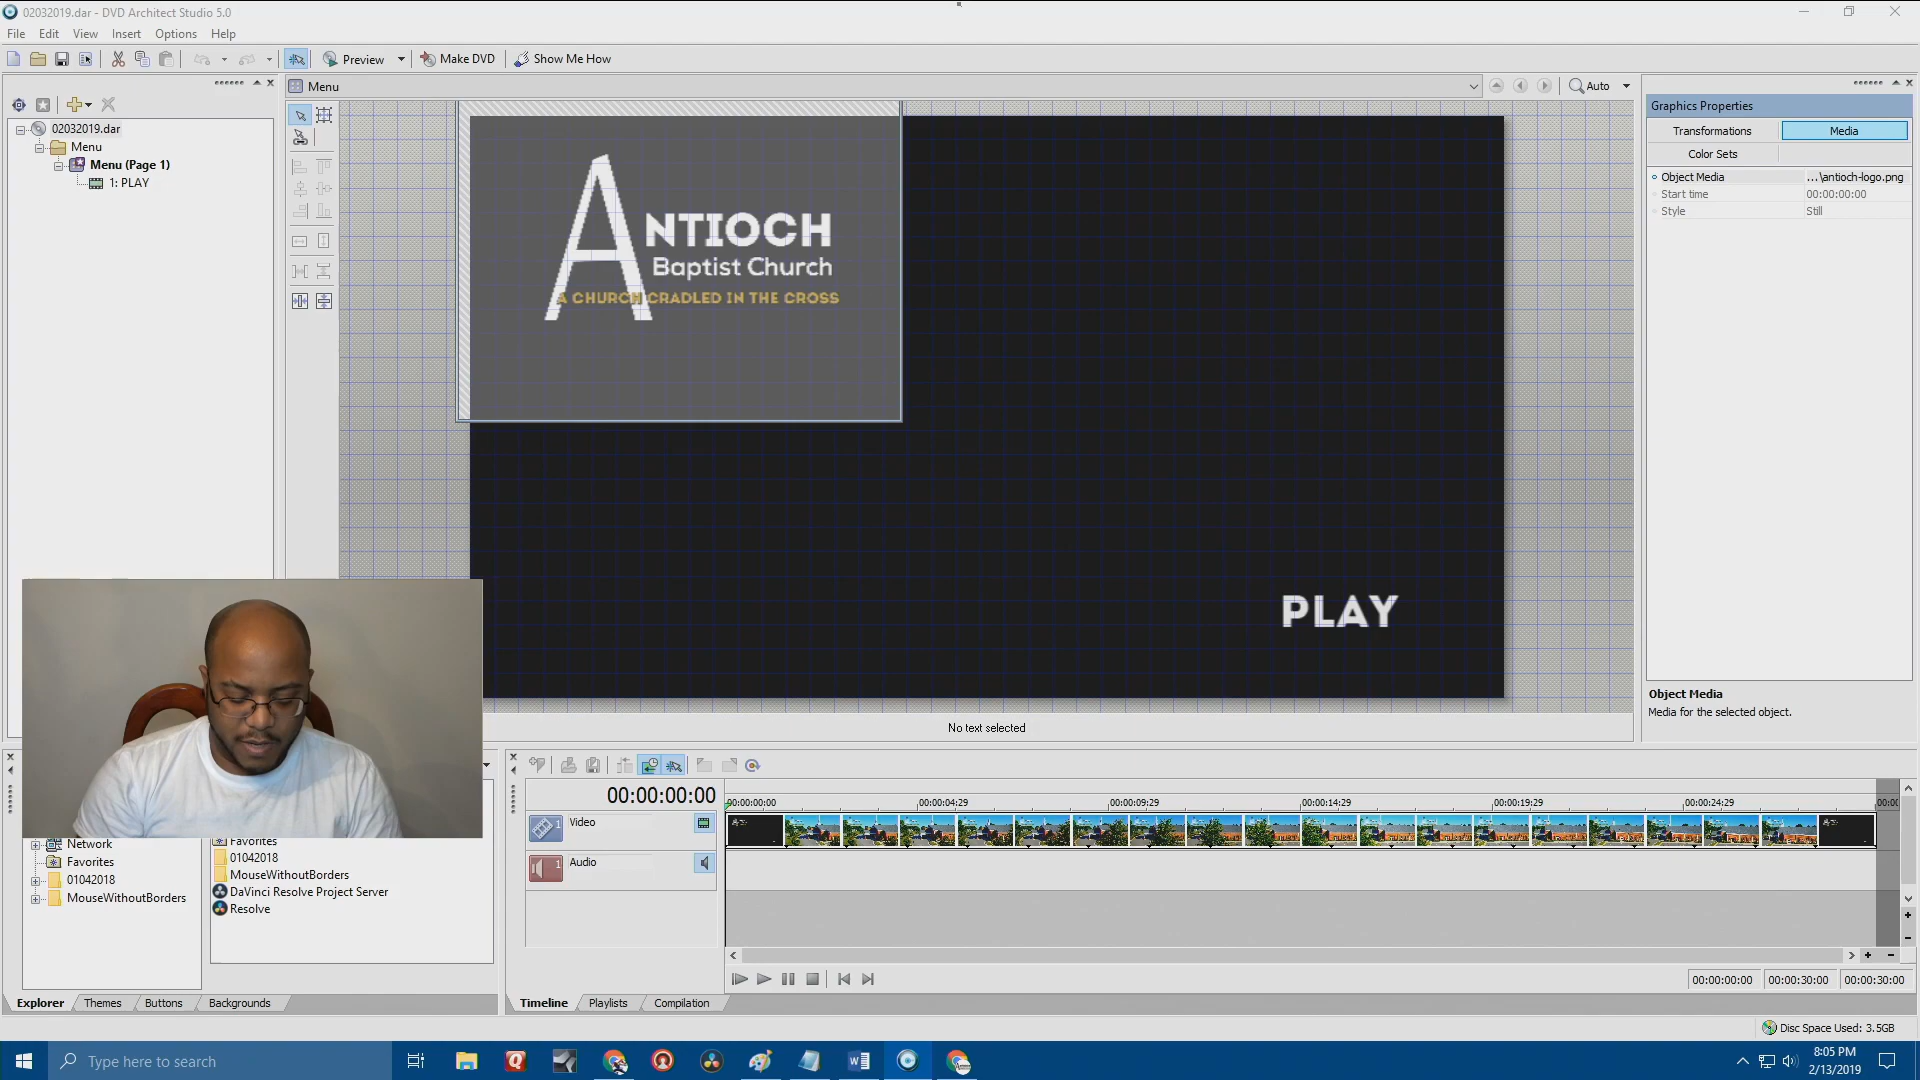 02032019.dar - DVD Architect Studio 5.0
File Edit View Insert Options Help
Preview Make DVD Show Me How
Menu
Auto
02032019.dar
Menu
Menu (Page 1)
1: PLAY
ANTIOCH
Baptist Church
A CHURCH CRADLED IN THE CROSS
PLAY
No text selected
Graphics Properties
Transformations Media
Color Sets
Object Media ...\antioch-logo.png
Start time 00:00:00:00
Style Still
Object Media
Media for the selected object.
Network
Favorites
01042018
MouseWithoutBorders
Favorites
01042018
MouseWithoutBorders
DaVinci Resolve Project Server
Resolve
Explorer Themes Buttons Backgrounds
00:00:00:00
00:00:00:00 00:00:04:29 00:00:09:29 00:00:14:29 00:00:19:29 00:00:24:29 00:00
1 Video
1 Audio
00:00:00:00 00:00:30:00 00:00:30:00
Timeline Playlists Compilation
Disc Space Used: 3.5GB
Type here to search
8:05 PM
2/13/2019